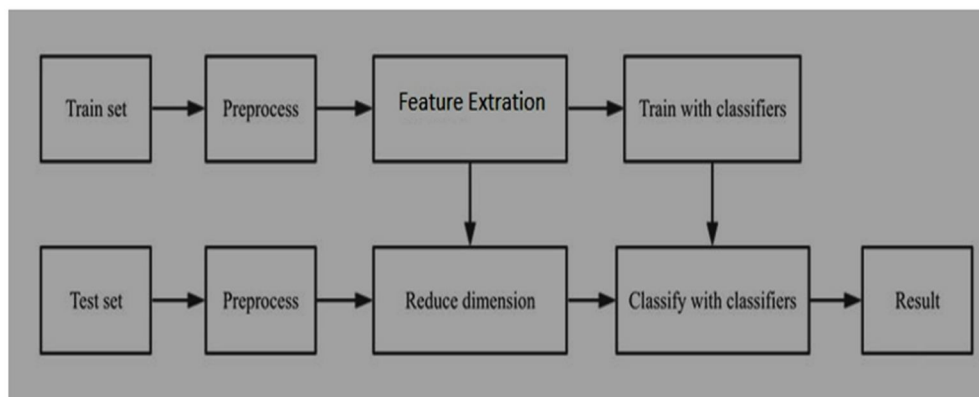 Train set
Preprocess
Feature Extration
Train with classifiers
Test set
Preprocess
Reduce dimension
Classify with classifiers
Result